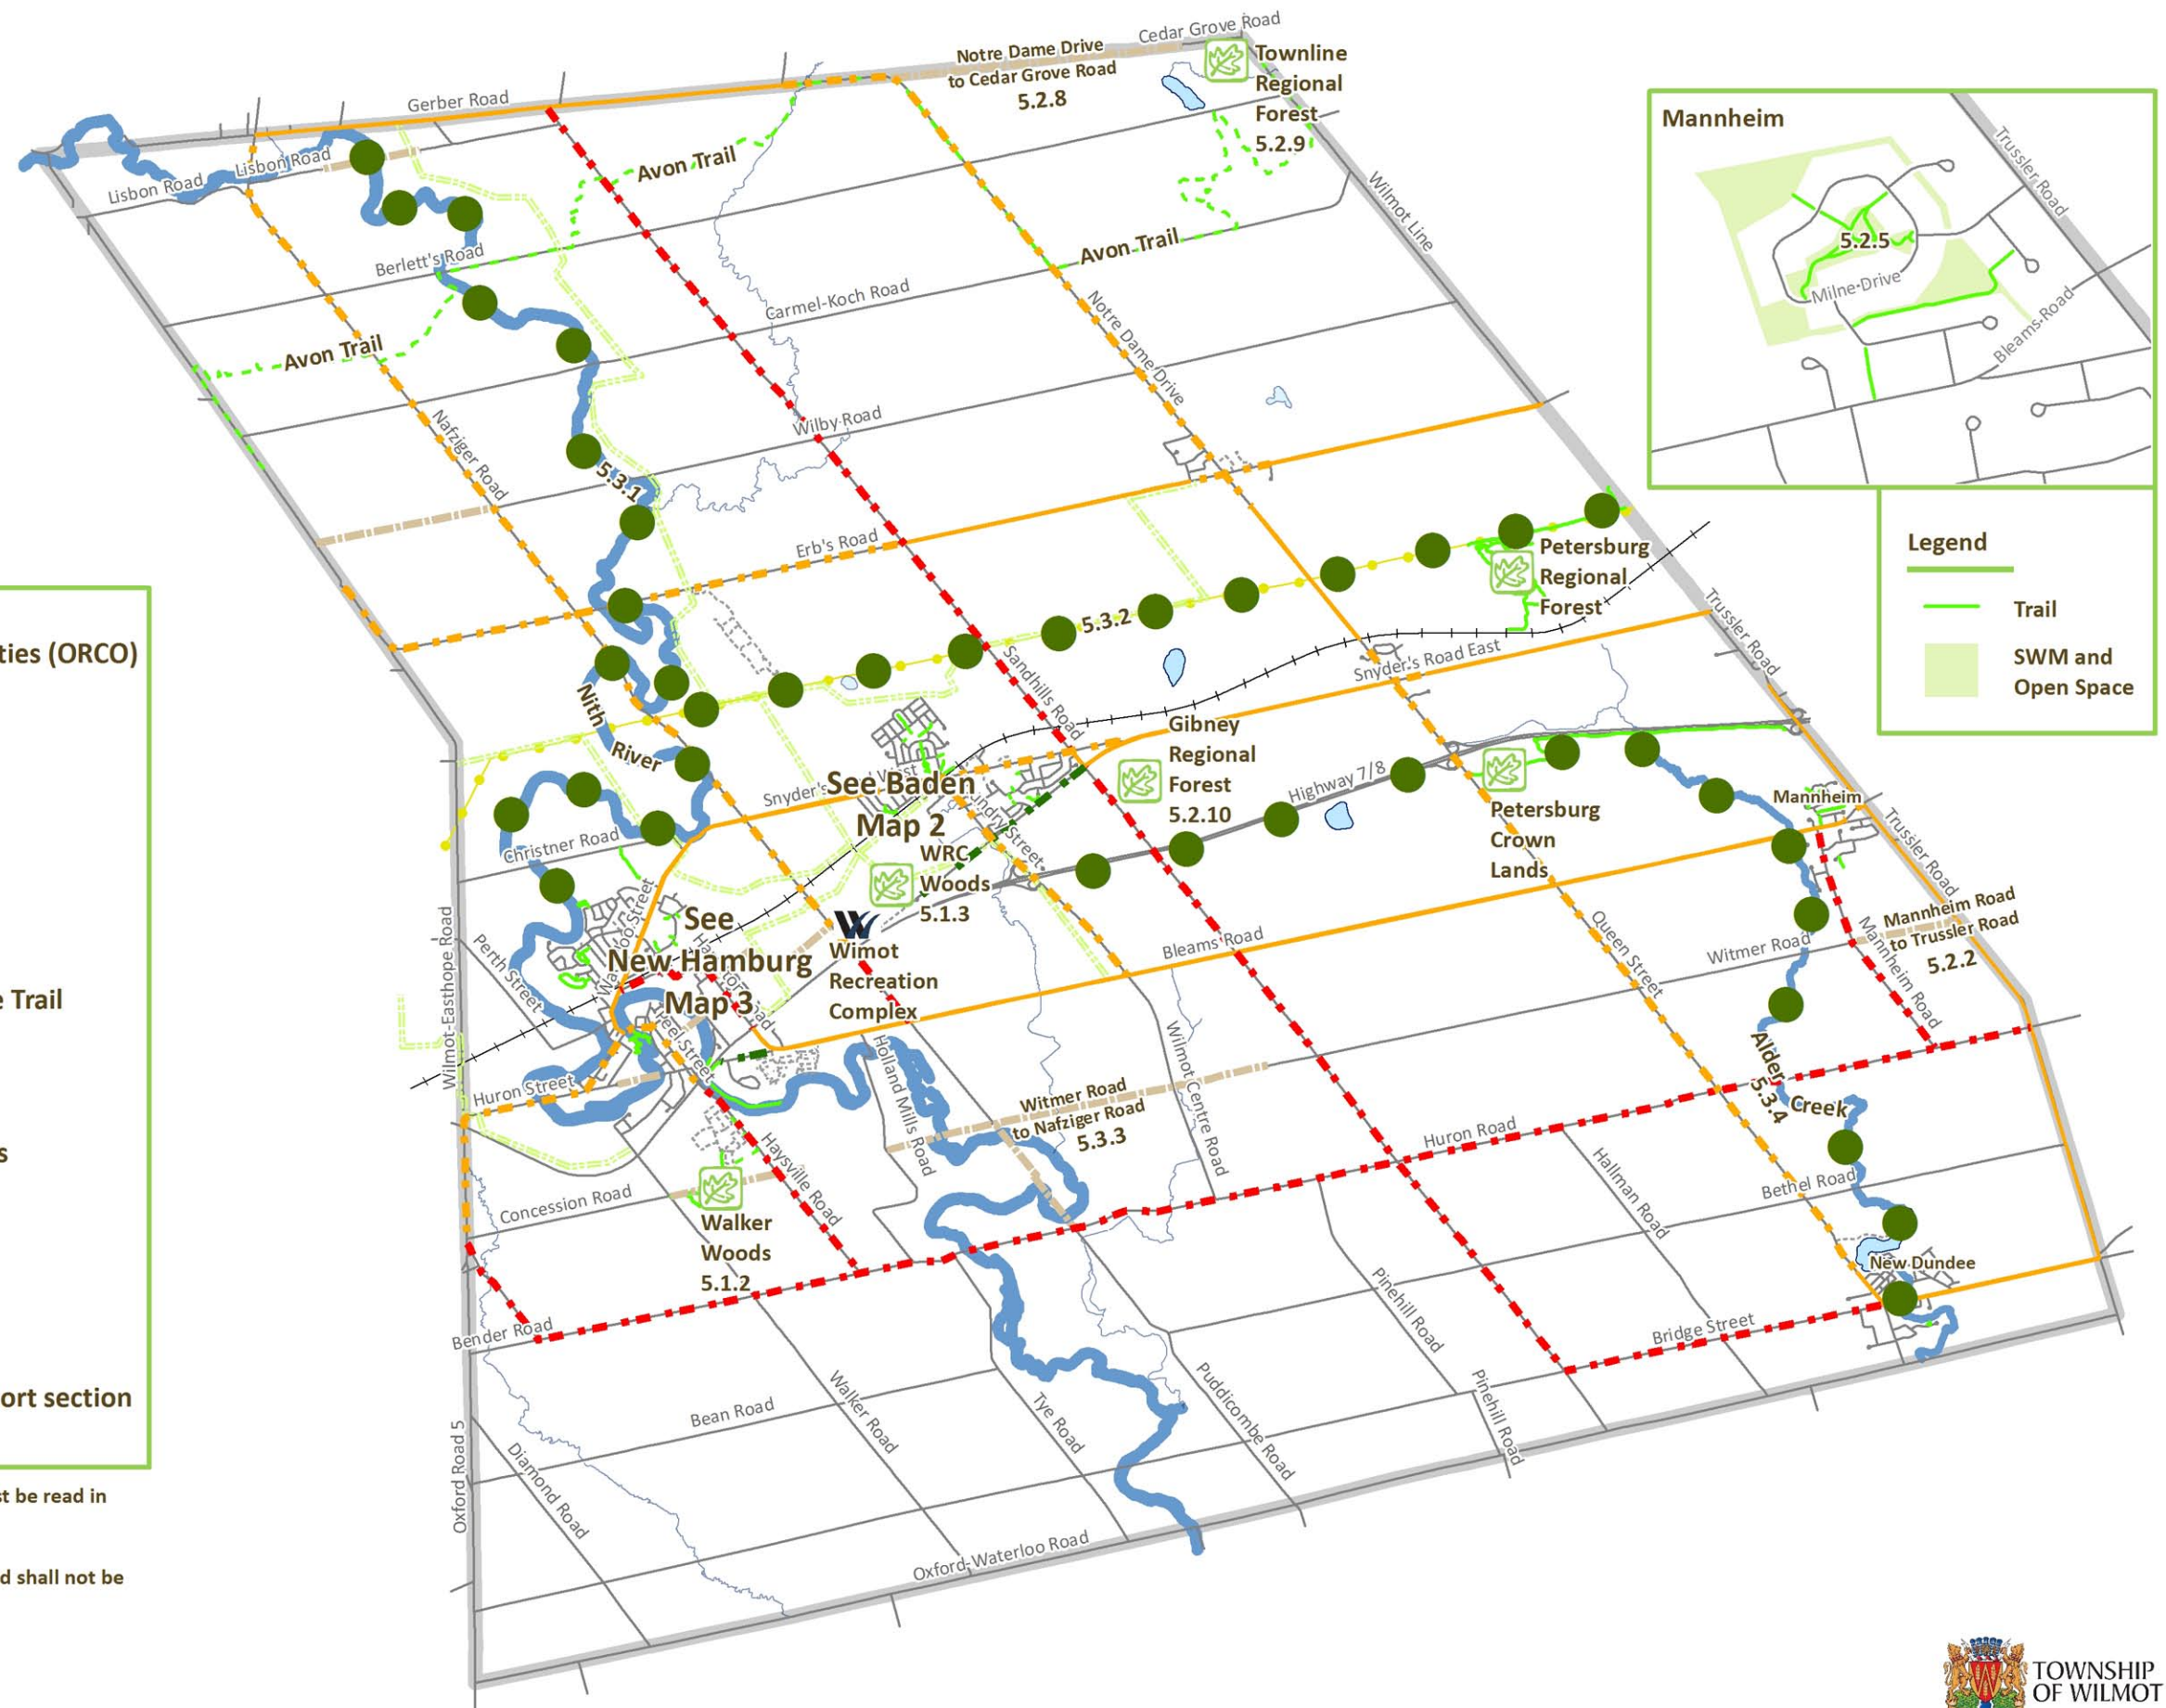 Cedar Grove Road
Notre Dame Drive
to Cedar Grove Road
5.2.8
Townline
Regional
Forest
5.2.9
Gerber Road
Lisbon Road
Lisbon Road
Avon Trail
Wilmot Line
Berlett's Road
Avon Trail
Carmel-Koch Road
Notre Dame Drive
Avon Trail
Nafziger Road
Wilby Road
5.3.1
Erb's Road
Petersburg
Regional
Forest
5.3.2
Sandhills Road
Snyder's Road East
Trussler Road
Nith
River
Gibney
Regional
Forest
5.2.10
Highway 7/8
Snyder's West
See Baden
Map 2
Christner Road
WRC
Woods
5.1.3
Petersburg
Crown
Lands
Mannheim
Trussler Road
Mannheim Road
to Trussler Road
5.2.2
Mannheim Road
Witmer Road
Queen Street
Bleams Road
See
New Hamburg
Map 3
Wimot
Recreation
Complex
Perth Street
Wilmot-Easthope Road
Peel Street
Huron Street
Holland Mills Road
Witmer Road
to Nafziger Road
5.3.3
Wilmot Centre Road
Alder
5.3.4
Creek
Huron Road
Hallman Road
Bethel Road
Haysville Road
Concession Road
Walker
Woods
5.1.2
New Dundee
Bender Road
Pinehill Road
Bridge Street
Pinehill Road
Puddicombe Road
Tye Road
Walker Road
Bean Road
Diamond Road
Oxford Road 5
Oxford-Waterloo Road
Mannheim
Trussler Road
5.2.5
Milne-Drive
Bleams-Road
Legend
Trail
SWM and
Open Space
ties (ORCO)
e Trail
s
ort section
st be read in
d shall not be
TOWNSHIP
OF WILMOT